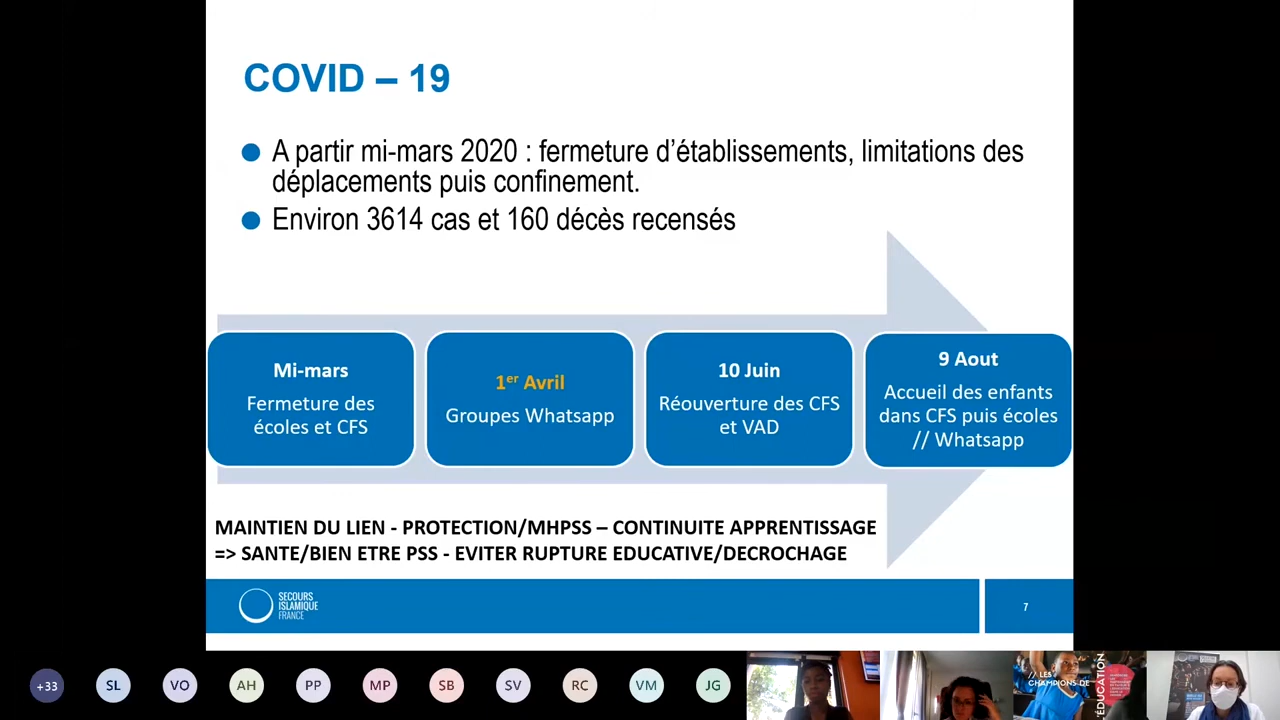 COVID – 19
A partir mi-mars 2020 : fermeture d'établissements, limitations des
déplacements puis confinement.
Environ 3614 cas et 160 décès recensés
Mi-mars
Fermeture des
écoles et CFS
1er Avril
Groupes Whatsapp
10 Juin
Réouverture des CFS
et VAD
9 Aout
Accueil des enfants
dans CFS puis écoles
// Whatsapp
MAINTIEN DU LIEN - PROTECTION/MHPSS – CONTINUITE APPRENTISSAGE
=> SANTE/BIEN ETRE PSS - EVITER RUPTURE EDUCATIVE/DECROCHAGE
SECOURS
ISLAMIQUE
FRANCE
7
+33
SL
VO
AH
PP
MP
SB
SV
RC
VM
JG
// LES
CHAMPIONS DE
L'ÉDUCATION